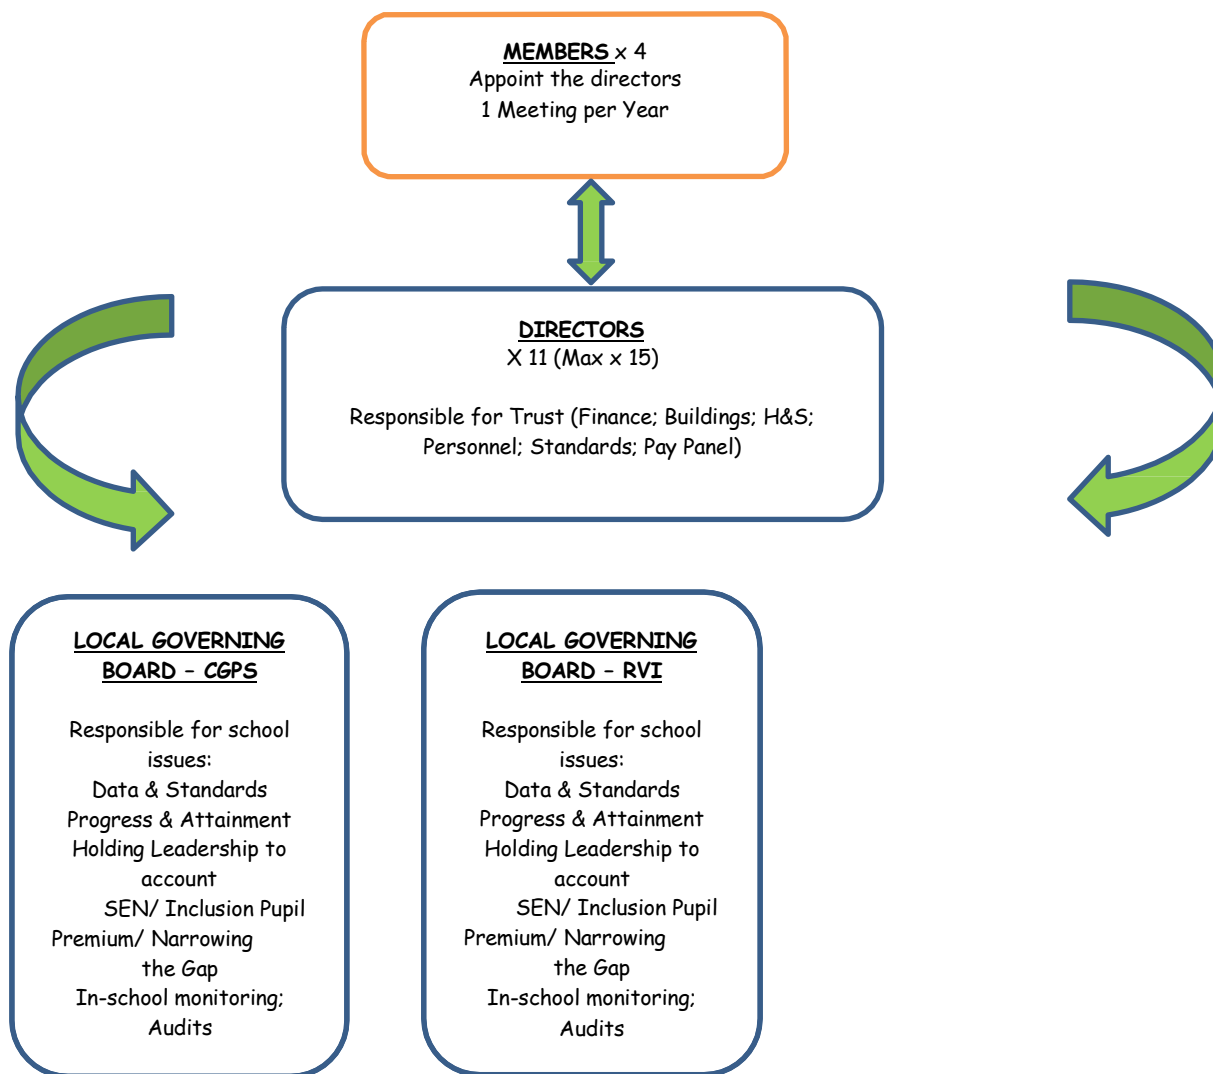 MEMBERS x 4
Appoint the directors
1 Meeting per Year
DIRECTORS
X 11 (Max x 15)
Responsible for Trust (Finance; Buildings; H&S;
Personnel; Standards; Pay Panel)
LOCAL GOVERNING
BOARD – CGPS
Responsible for school
issues:
Data & Standards
Progress & Attainment
Holding Leadership to
account
SEN/ Inclusion Pupil
Premium/ Narrowing
the Gap
In-school monitoring;
Audits
LOCAL GOVERNING
BOARD – RVI
Responsible for school
issues:
Data & Standards
Progress & Attainment
Holding Leadership to
account
SEN/ Inclusion Pupil
Premium/ Narrowing
the Gap
In-school monitoring;
Audits